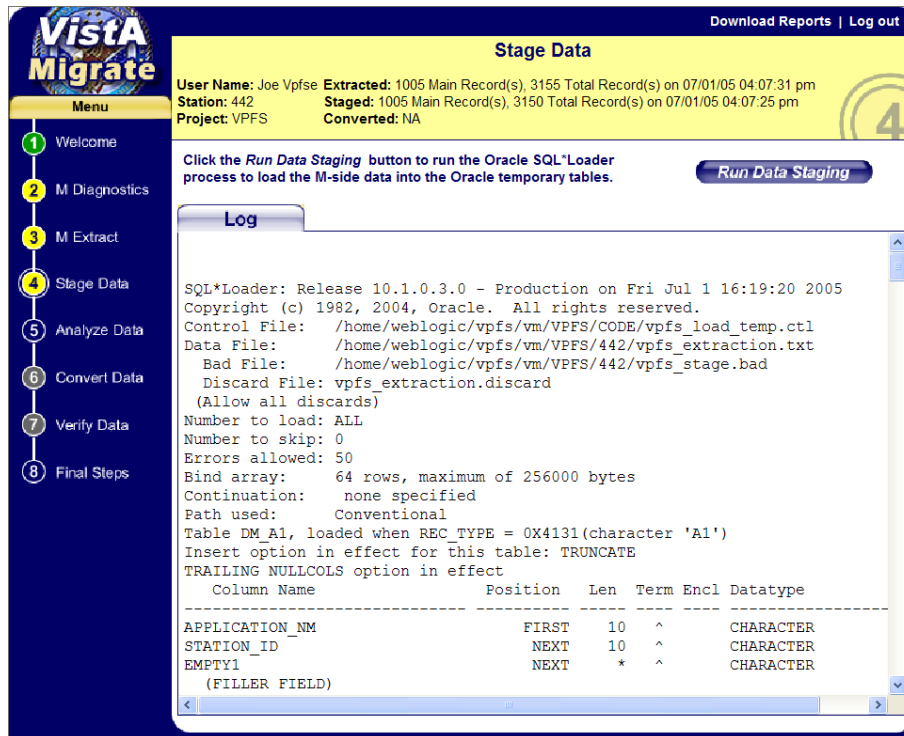 VistA
Migrate
Download Reports | Log out
Stage Data
User Name: Joe Vpfse Extracted: 1005 Main Record(s), 3155 Total Record(s) on 07/01/05 04:07:31 pm
Station: 442 Staged: 1005 Main Record(s), 3150 Total Record(s) on 07/01/05 04:07:25 pm
Project: VPFS Converted: NA
4
Menu
1 Welcome
2 M Diagnostics
3 M Extract
4 Stage Data
5 Analyze Data
6 Convert Data
7 Verify Data
8 Final Steps
Click the Run Data Staging button to run the Oracle SQL*Loader
process to load the M-side data into the Oracle temporary tables.
Run Data Staging
Log
SQL*Loader: Release 10.1.0.3.0 - Production on Fri Jul 1 16:19:20 2005
Copyright (c) 1982, 2004, Oracle. All rights reserved.
Control File: /home/weblogic/vpfs/vm/VPFS/CODE/vpfs_load_temp.ctl
Data File: /home/weblogic/vpfs/vm/VPFS/442/vpfs_extraction.txt
Bad File: /home/weblogic/vpfs/vm/VPFS/442/vpfs_stage.bad
Discard File: vpfs_extraction.discard
(Allow all discards)
Number to load: ALL
Number to skip: 0
Errors allowed: 50
Bind array: 64 rows, maximum of 256000 bytes
Continuation: none specified
Path used: Conventional
Table DM_A1, loaded when REC_TYPE = 0X4131(character 'A1')
Insert option in effect for this table: TRUNCATE
TRAILING NULLCOLS option in effect
Column Name Position Len Term Encl Datatype
------------------------------ ---------- ----- ---- ---- -----------------
APPLICATION_NM FIRST 10 ^ CHARACTER
STATION_ID NEXT 10 ^ CHARACTER
EMPTY1 NEXT * ^ CHARACTER
(FILLER FIELD)